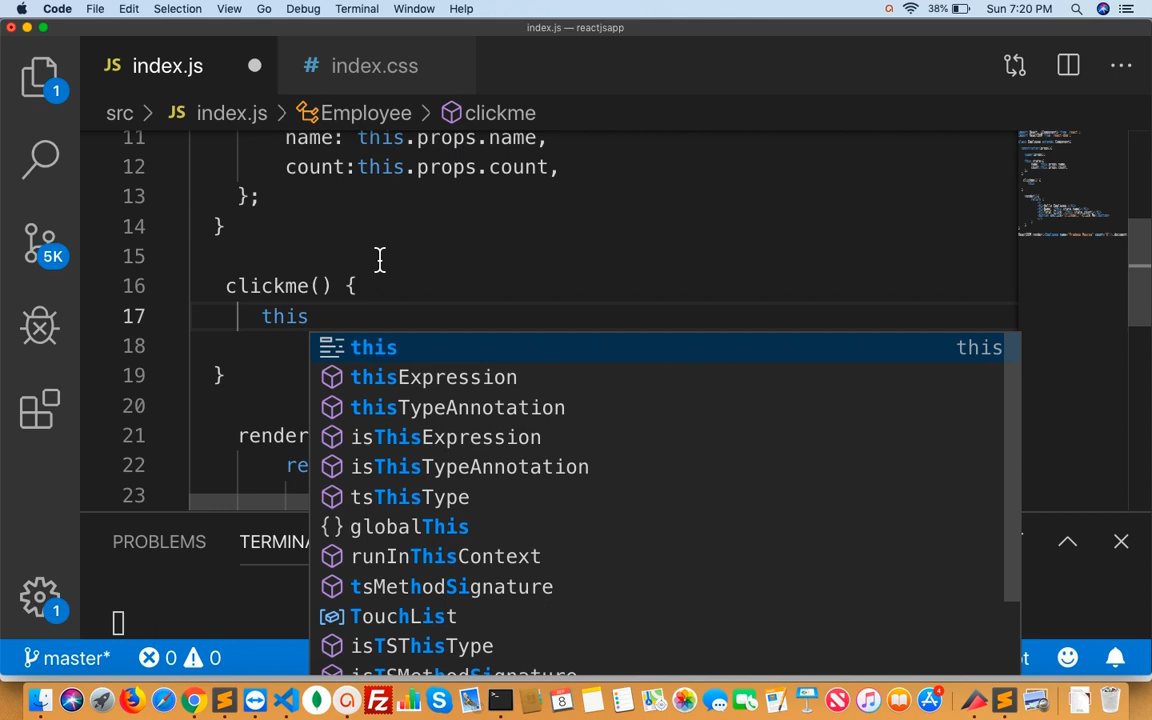 Code File Edit Selection View Go Debug Terminal Window Help 38% Sun 7:20 PM
index.js — reactjsapp
JS index.js # index.css
src > JS index.js > Employee > clickme
11 name: this.props.name,
12 count:this.props.count,
13 };
14 }
15
16 clickme() {
17 this
18
19 }
20
21 render
22 re
23
this this
thisExpression
thisTypeAnnotation
isThisExpression
isThisTypeAnnotation
tsThisType
{} globalThis
runInThisContext
tsMethodSignature
TouchList
isTSThisType
isTSMethodSignature
1
5K
1
PROBLEMS TERMINA
master* 0 0